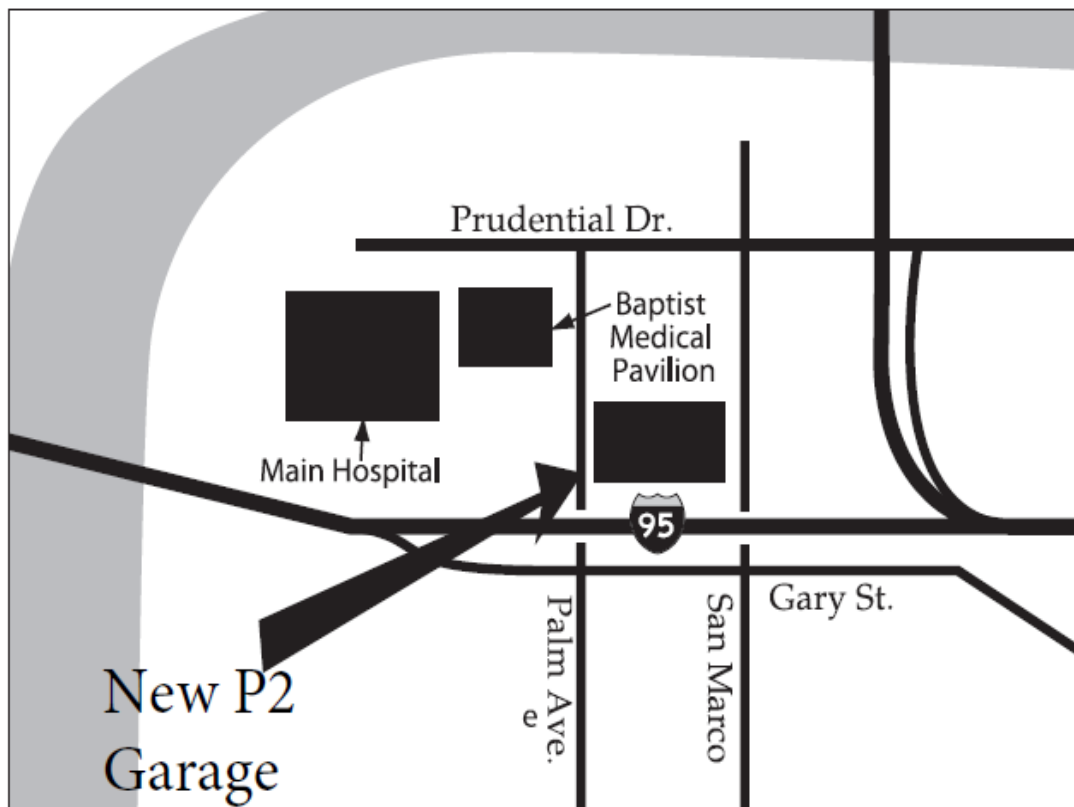 Prudential Dr.
Baptist
Medical
Pavilion
Main Hospital
95
Gary St.
Palm Ave.
e
San Marco
New P2
Garage